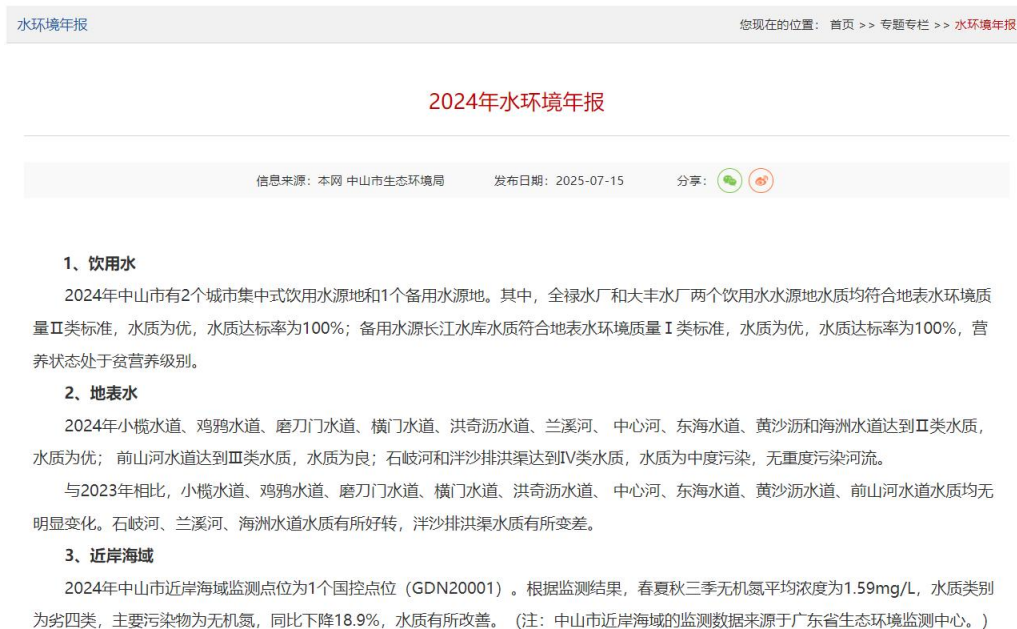 水环境年报
您现在的位置： 首页 >> 专题专栏 >> 水环境年报
2024年水环境年报
信息来源：本网 中山市生态环境局 发布日期：2025-07-15 分享：
1、饮用水
2024年中山市有2个城市集中式饮用水源地和1个备用水源地。其中，全禄水厂和大丰水厂两个饮用水水源地水质均符合地表水环境质
量Ⅱ类标准，水质为优，水质达标率为100%；备用水源长江水库水质符合地表水环境质量Ⅰ类标准，水质为优，水质达标率为100%，营
养状态处于贫营养级别。
2、地表水
2024年小榄水道、鸡鸦水道、磨刀门水道、横门水道、洪奇沥水道、兰溪河、 中心河、东海水道、黄沙沥和海洲水道达到Ⅱ类水质，
水质为优； 前山河水道达到Ⅲ类水质，水质为良；石岐河和泮沙排洪渠达到Ⅳ类水质，水质为中度污染，无重度污染河流。
与2023年相比，小榄水道、鸡鸦水道、磨刀门水道、横门水道、洪奇沥水道、 中心河、东海水道、黄沙沥水道、前山河水道水质均无
明显变化。石岐河、兰溪河、海洲水道水质有所好转，泮沙排洪渠水质有所变差。
3、近岸海域
2024年中山市近岸海域监测点位为1个国控点位（GDN20001）。根据监测结果，春夏秋三季无机氮平均浓度为1.59mg/L，水质类别
为劣四类，主要污染物为无机氮，同比下降18.9%，水质有所改善。（注：中山市近岸海域的监测数据来源于广东省生态环境监测中心。）